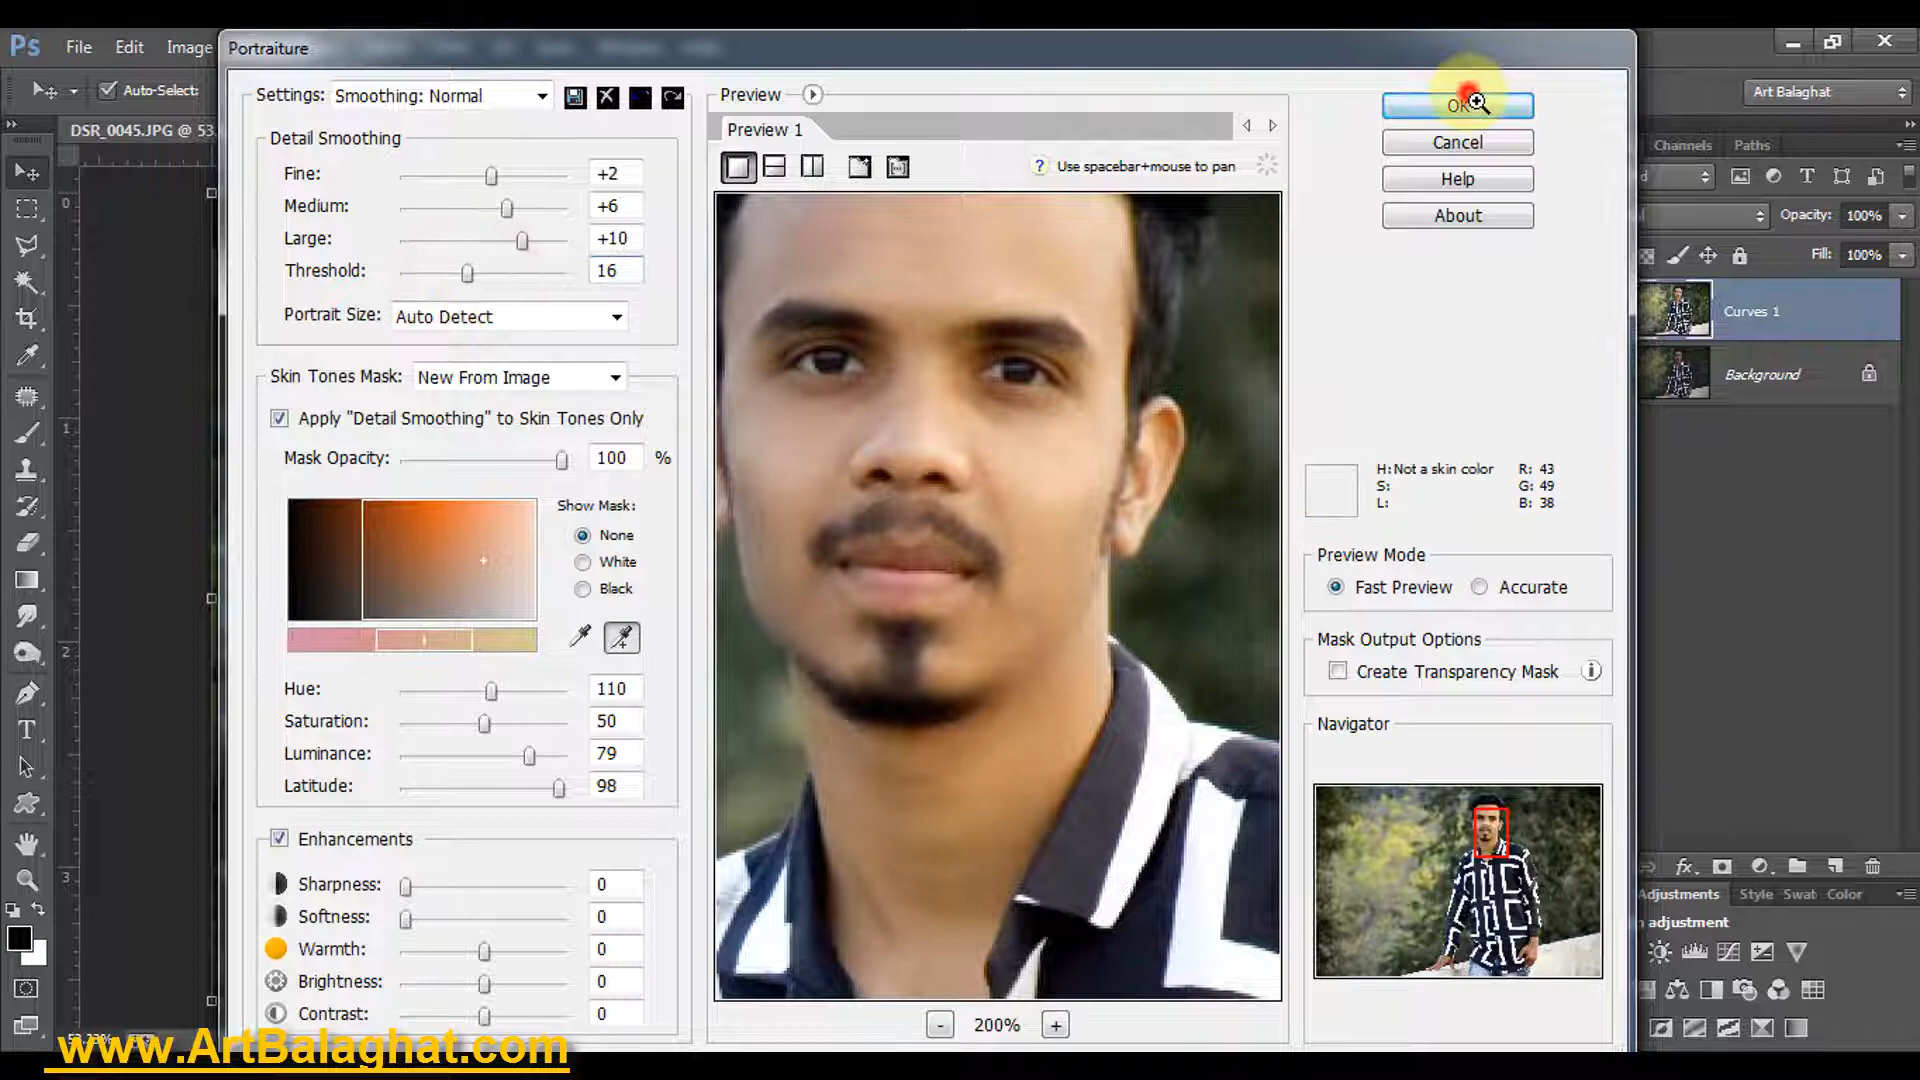 Ps File Edit Image
Portraiture
Auto-Select:
Art Balaghat
DSR_0045.JPG @ 53.
Settings: Smoothing: Normal
Detail Smoothing
Fine: +2
Medium: +6
Large: +10
Threshold: 16
Portrait Size: Auto Detect
Skin Tones Mask: New From Image
Apply "Detail Smoothing" to Skin Tones Only
Mask Opacity: 100 %
Show Mask:
None
White
Black
Hue: 110
Saturation: 50
Luminance: 79
Latitude: 98
Enhancements
Sharpness: 0
Softness: 0
Warmth: 0
Brightness: 0
Contrast: 0
Preview
Preview 1
? Use spacebar+mouse to pan
- 200% +
OK
Cancel
Help
About
H: Not a skin color R: 43
S: G: 49
L: B: 38
Preview Mode
Fast Preview Accurate
Mask Output Options
Create Transparency Mask
Navigator
Channels Paths
Opacity: 100%
Fill: 100%
Curves 1
Background
fx
Adjustments Style Swat Color
adjustment
0
1
2
3
www.ArtBalaghat.com